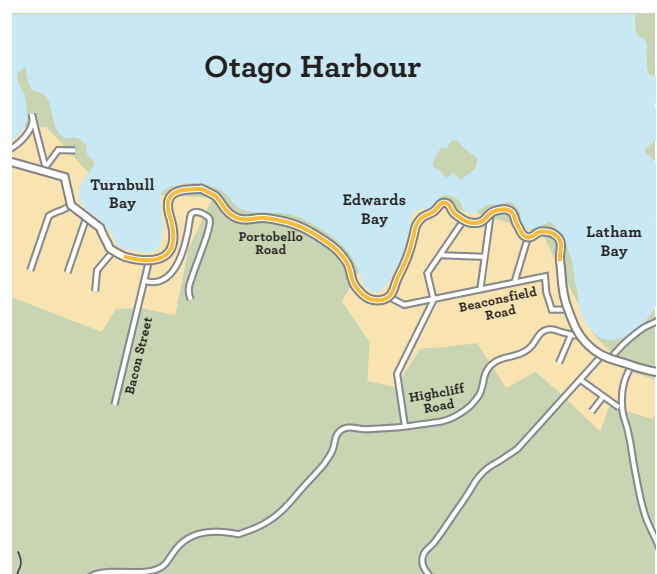 Otago Harbour
Turnbull
Bay
Edwards
Bay
Latham
Bay
Portobello
Road
Beaconsfield
Road
Bacon Street
Highcliff
Road